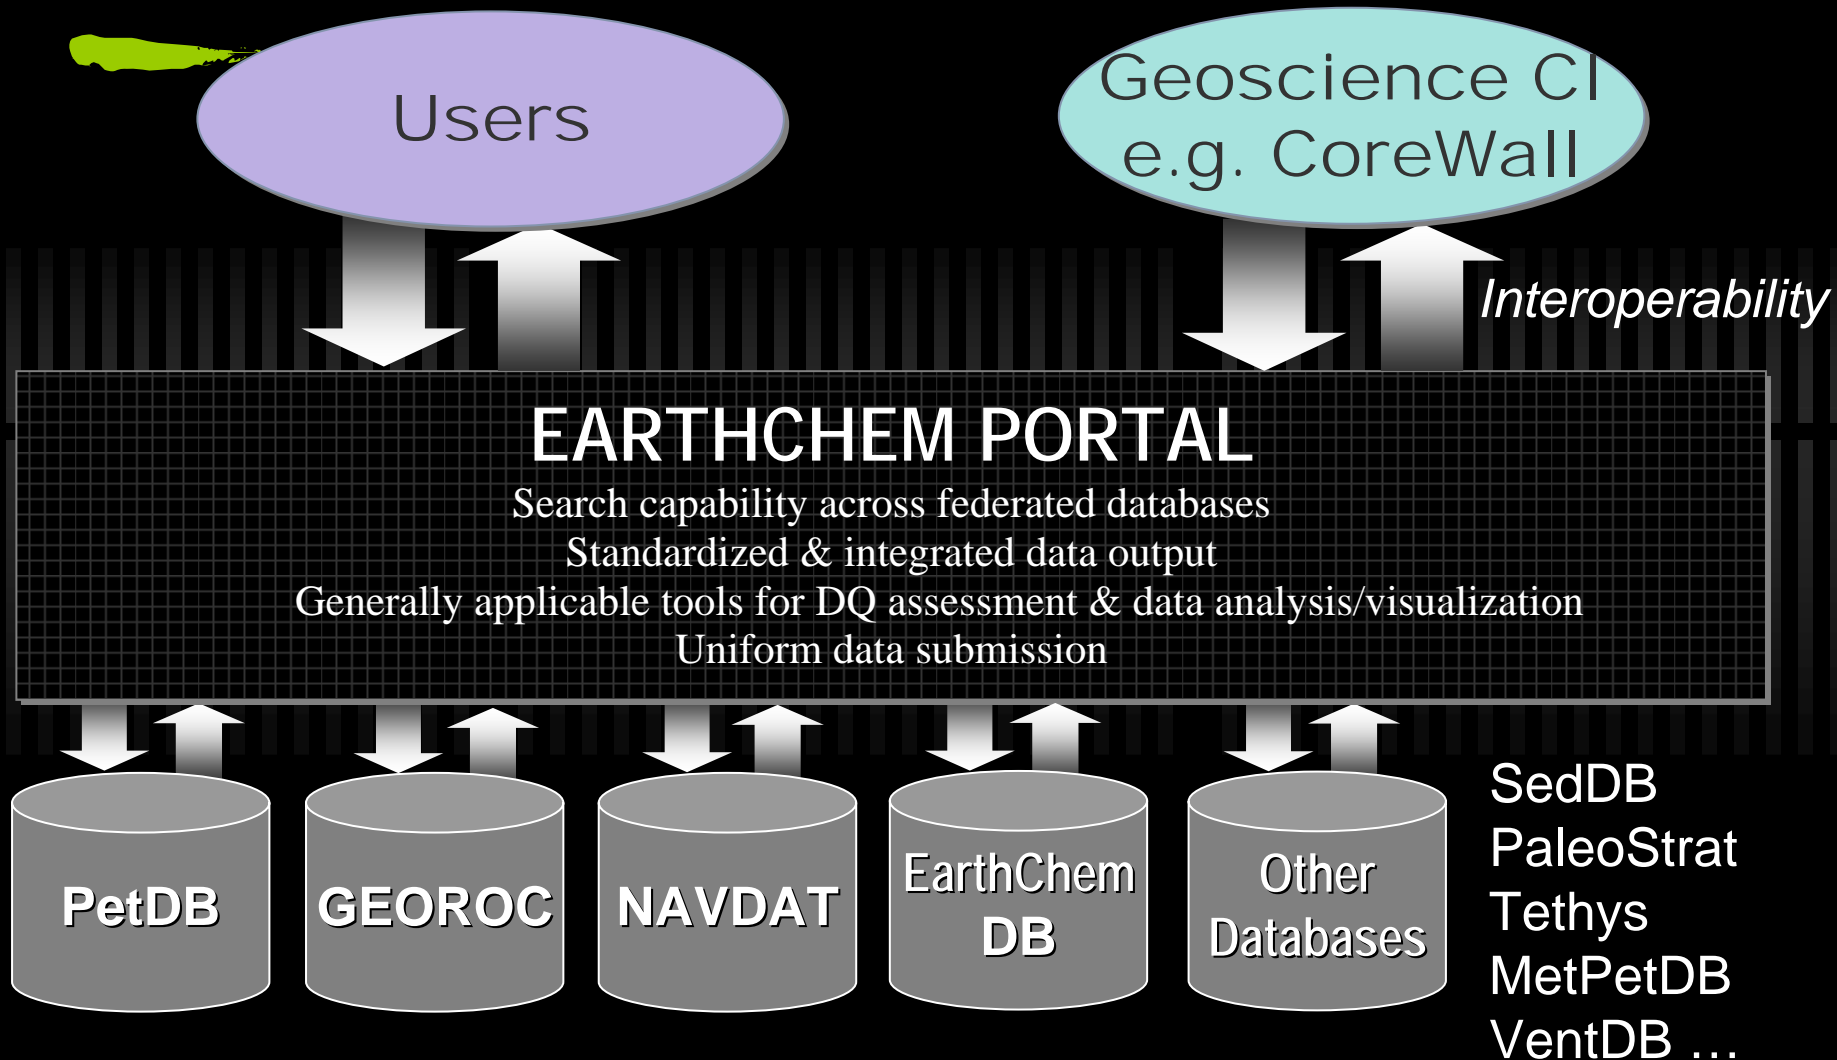 Users
Geoscience CI
e.g. CoreWall
Interoperability
EARTHCHEM PORTAL
Search capability across federated databases
Standardized & integrated data output
Generally applicable tools for DQ assessment & data analysis/visualization
Uniform data submission
PetDB
GEOROC
NAVDAT
EarthChem
DB
Other
Databases
SedDB
PaleoStrat
Tethys
MetPetDB
VentDB …